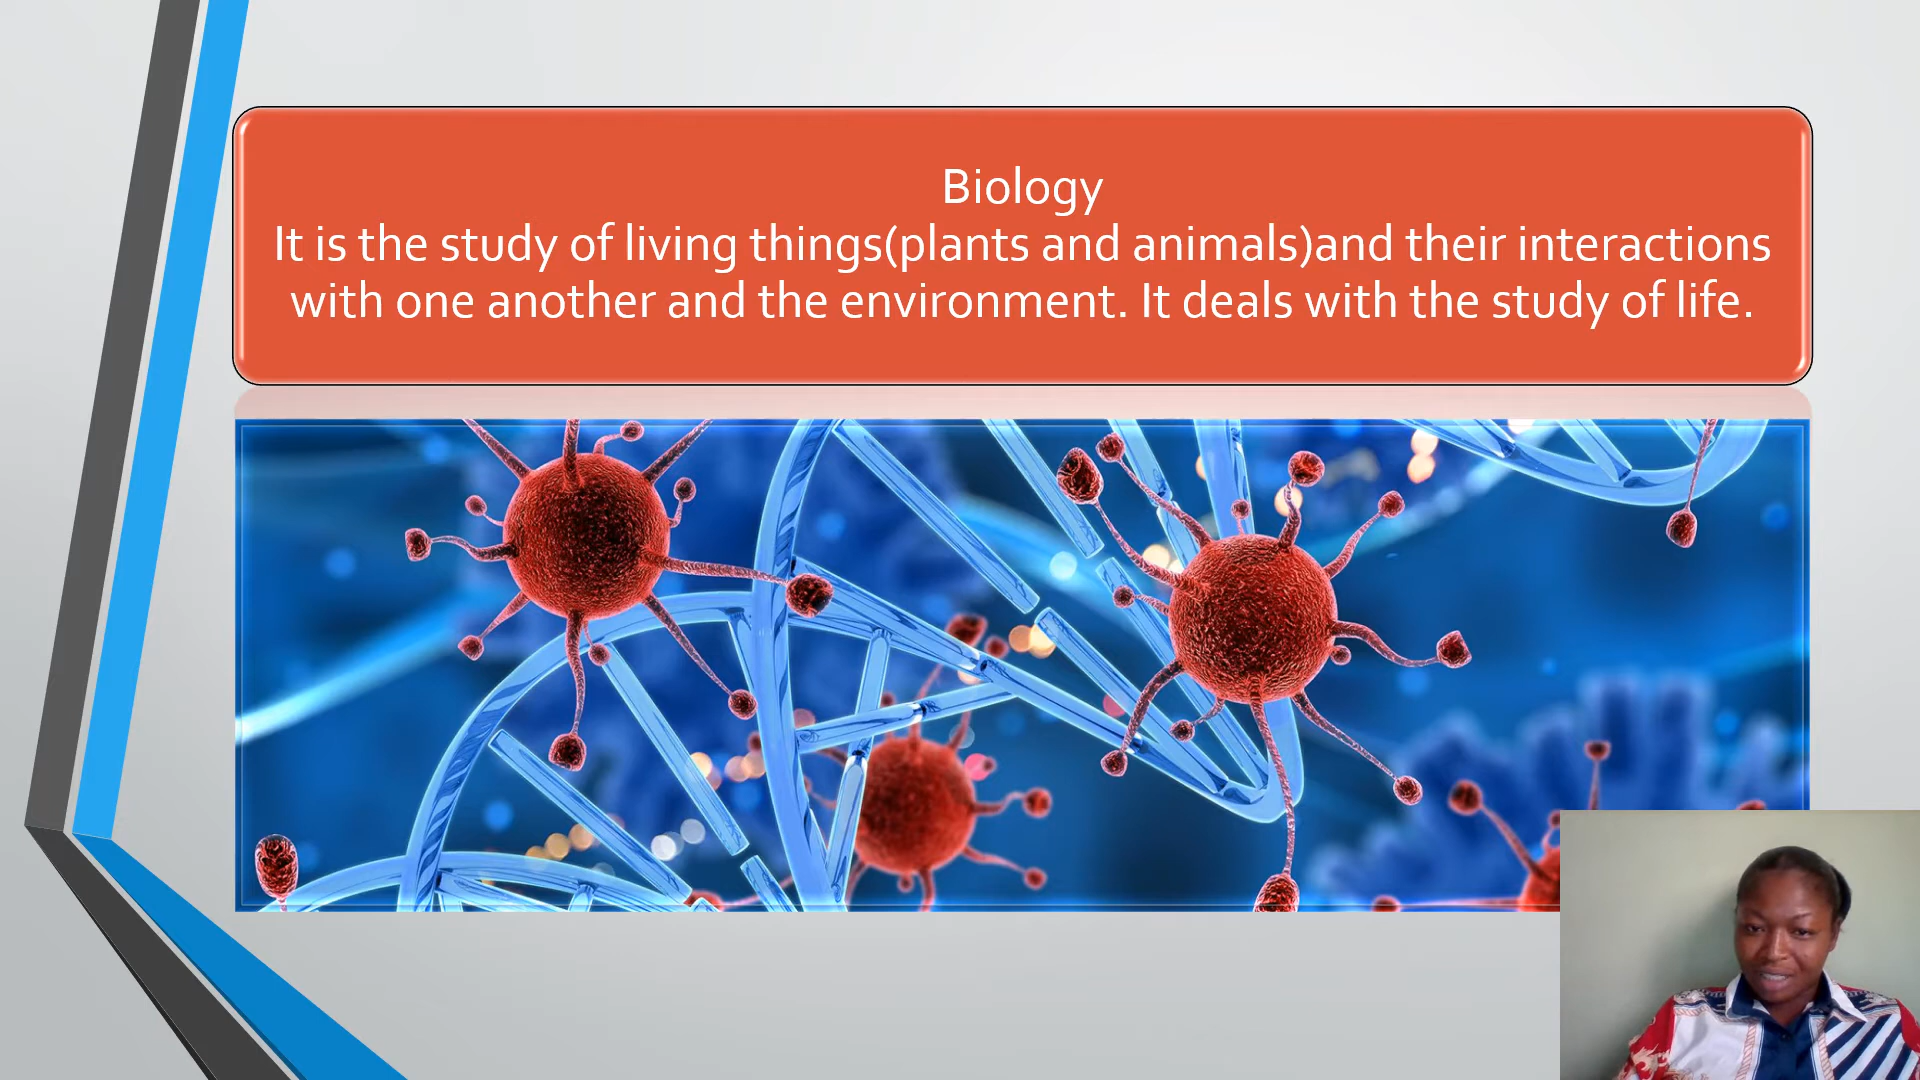 Biology
It is the study of living things(plants and animals)and their interactions
with one another and the environment. It deals with the study of life.